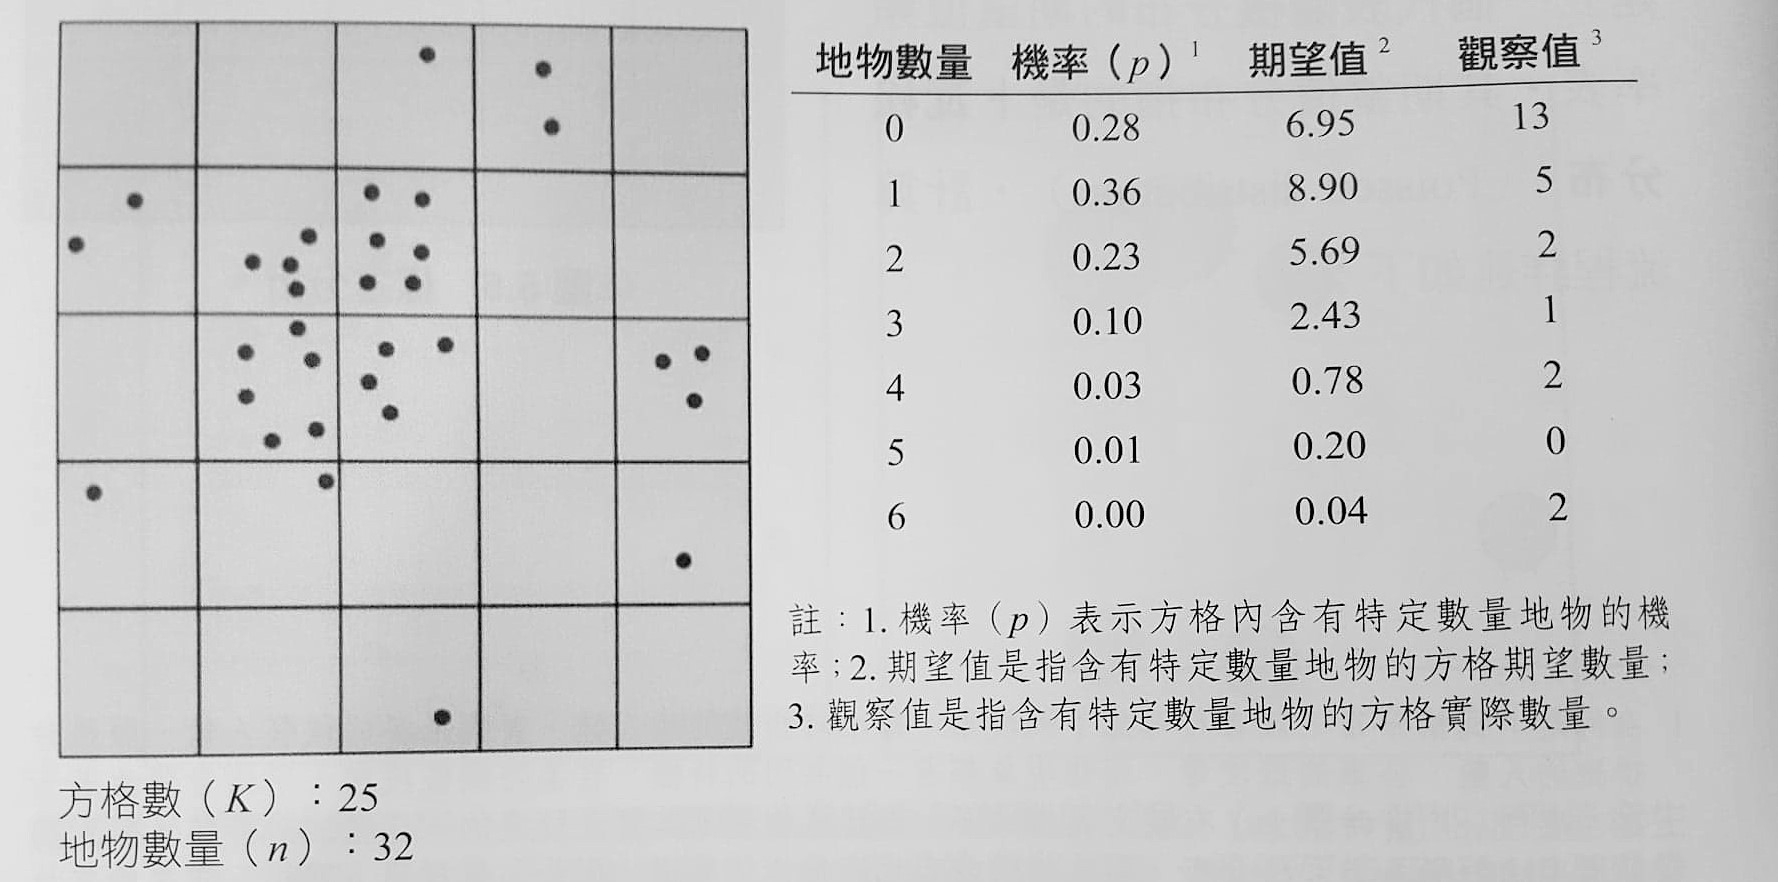 地物數量 機率（p）1 期望值2 觀察值3
0 0.28 6.95 13
1 0.36 8.90 5
2 0.23 5.69 2
3 0.10 2.43 1
4 0.03 0.78 2
5 0.01 0.20 0
6 0.00 0.04 2
註：1. 機率（p）表示方格內含有特定數量地物的機
率；2. 期望值是指含有特定數量地物的方格期望數量；
3. 觀察值是指含有特定數量地物的方格實際數量。
方格數（K）：25
地物數量（n）：32